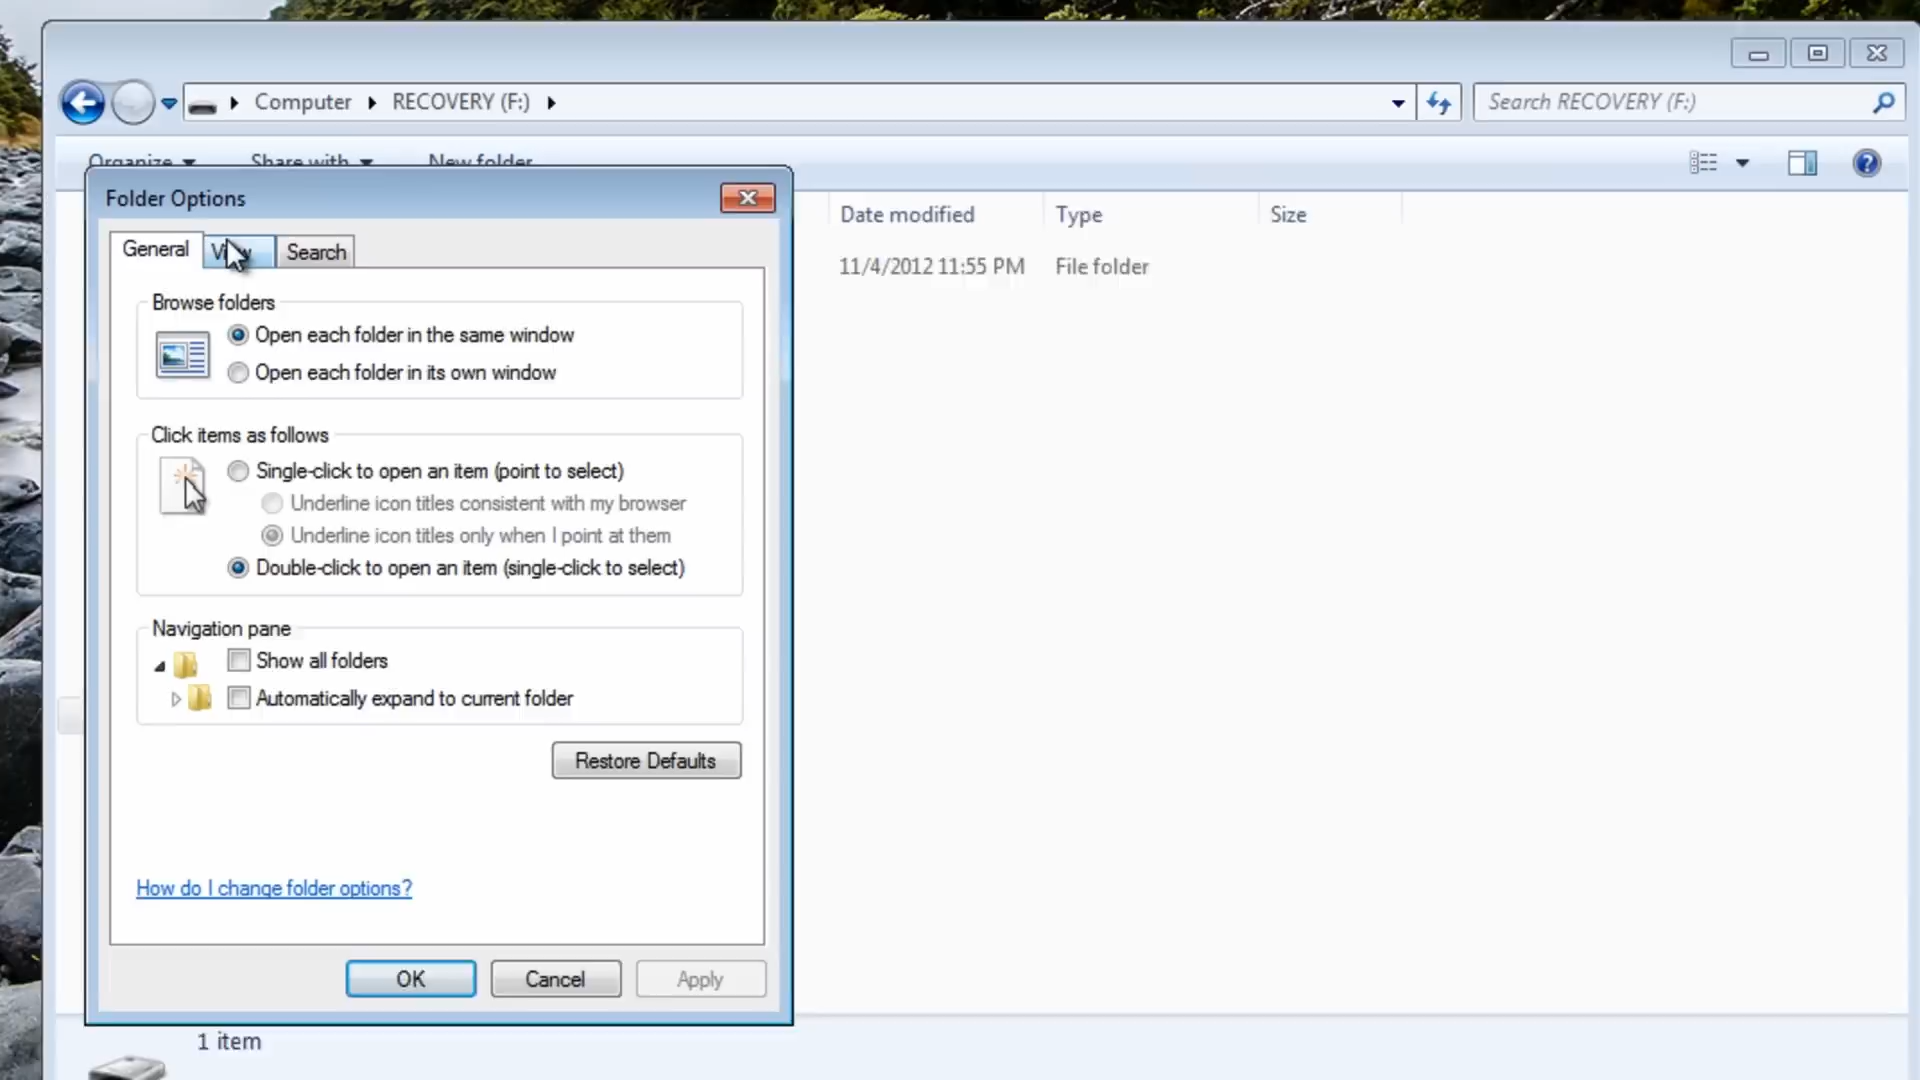 Computer RECOVERY (F:)
Search RECOVERY (F:)
Organize Share with New folder
Folder Options
General View Search
Date modified Type Size
11/4/2012 11:55 PM File folder
Browse folders
Open each folder in the same window
Open each folder in its own window
Click items as follows
Single-click to open an item (point to select)
Underline icon titles consistent with my browser
Underline icon titles only when I point at them
Double-click to open an item (single-click to select)
Navigation pane
Show all folders
Automatically expand to current folder
Restore Defaults
How do I change folder options?
OK Cancel Apply
1 item